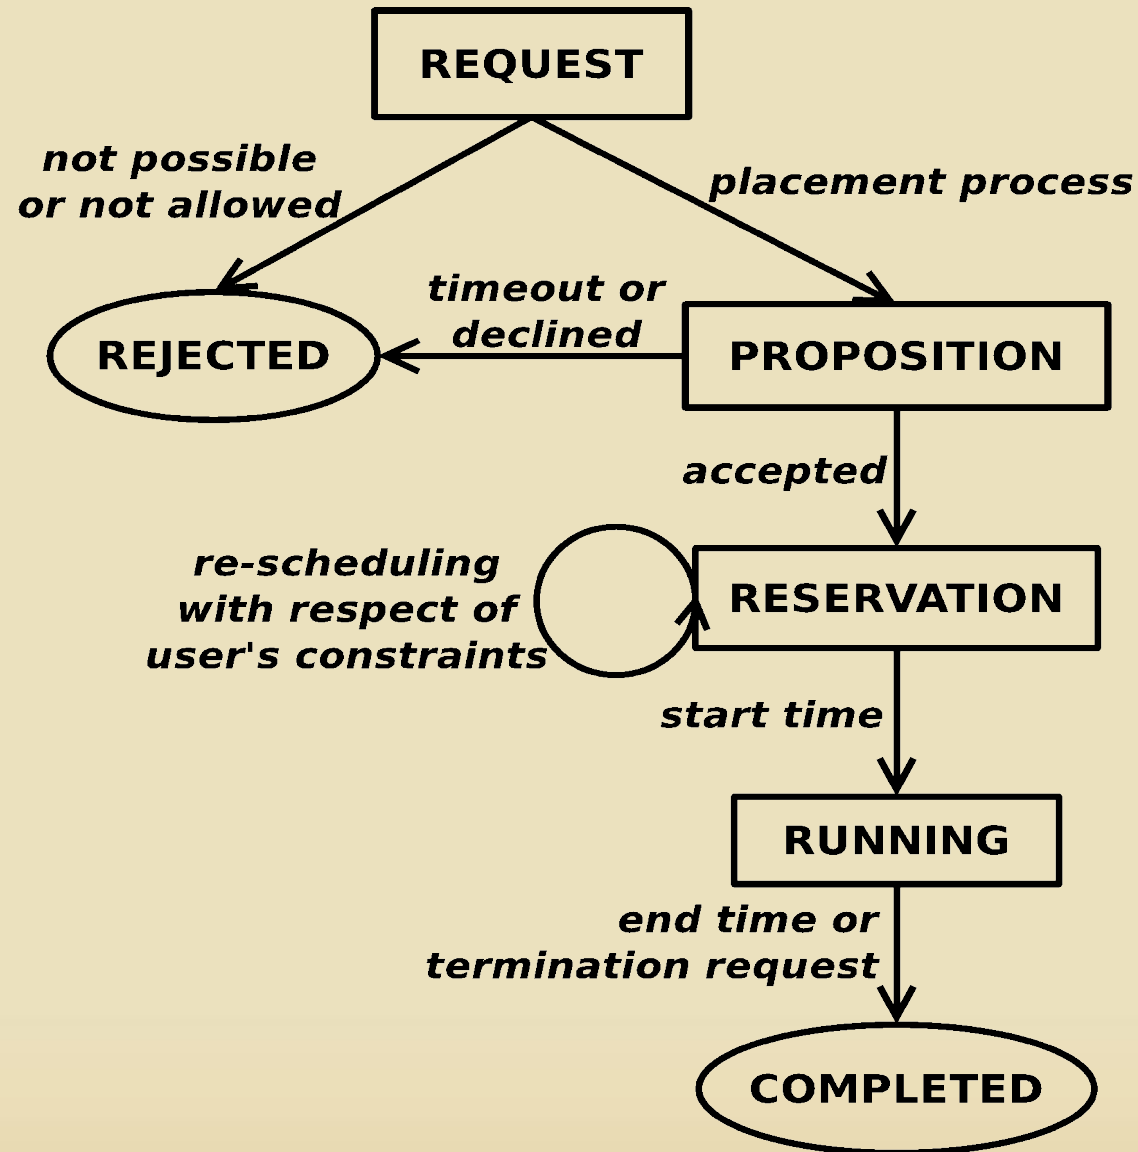 REQUEST
not possible
or not allowed
placement process
timeout or
declined
REJECTED
PROPOSITION
accepted
re-scheduling
with respect of
user's constraints
RESERVATION
start time
RUNNING
end time or
termination request
COMPLETED